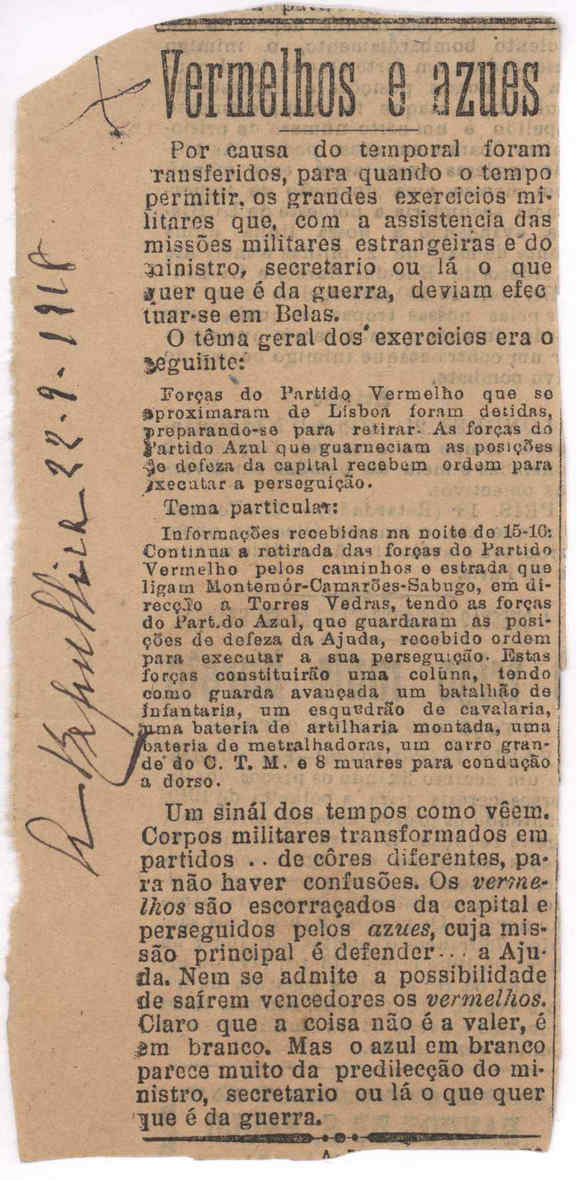 Vermelhos e azues
Por causa do temporal foram
transferidos, para quando o tempo
permitir, os grandes exercicios mi-
litares que, com a assistencia das
missões militares estrangeiras e do
ministro, secretario ou lá o que
quer que é da guerra, deviam efec
tuar-se em Belas.
O têma geral dos exercicios era o
seguinte:
Forças do Partido Vermelho que se
aproximaram de Lisboa foram detidas,
preparando-se para retirar. As forças do
Partido Azul que guarneciam as posições
de defeza da capital recebem ordem para
executar a perseguição.
Tema particular:
Informações recebidas na noite de 15-10:
Continua a retirada das forças do Partido
Vermelho pelos caminhos e estrada que
ligam Montemór-Camarões-Sabugo, em di-
recção a Torres Vedras, tendo as forças
do Part.do Azul, que guardaram as posi-
ções de defeza da Ajuda, recebido ordem
para executar a sua perseguição. Estas
forças constituirão uma coluna, tendo
como guarda avançada um batalhão de
infantaria, um esquadrão de cavalaria,
uma bateria de artilharia montada, uma
bateria de metralhadoras, um carro gran-
de do C. T. M. e 8 muares para condução
a dorso.
Um sinál dos tempos como vêem.
Corpos militares transformados em
partidos .. de côres diferentes, pa-
ra não haver confusões. Os verme-
lhos são escorraçados da capital e
perseguidos pelos azues, cuja mis-
são principal é defender... a Aju-
da. Nem se admite a possibilidade
de saírem vencedores os vermelhos.
Claro que a coisa não é a valer, é
em branco. Mas o azul em branco
parece muito da predilecção do mi-
nistro, secretario ou lá o que quer
que é da guerra.
A Republica 22-9-1918